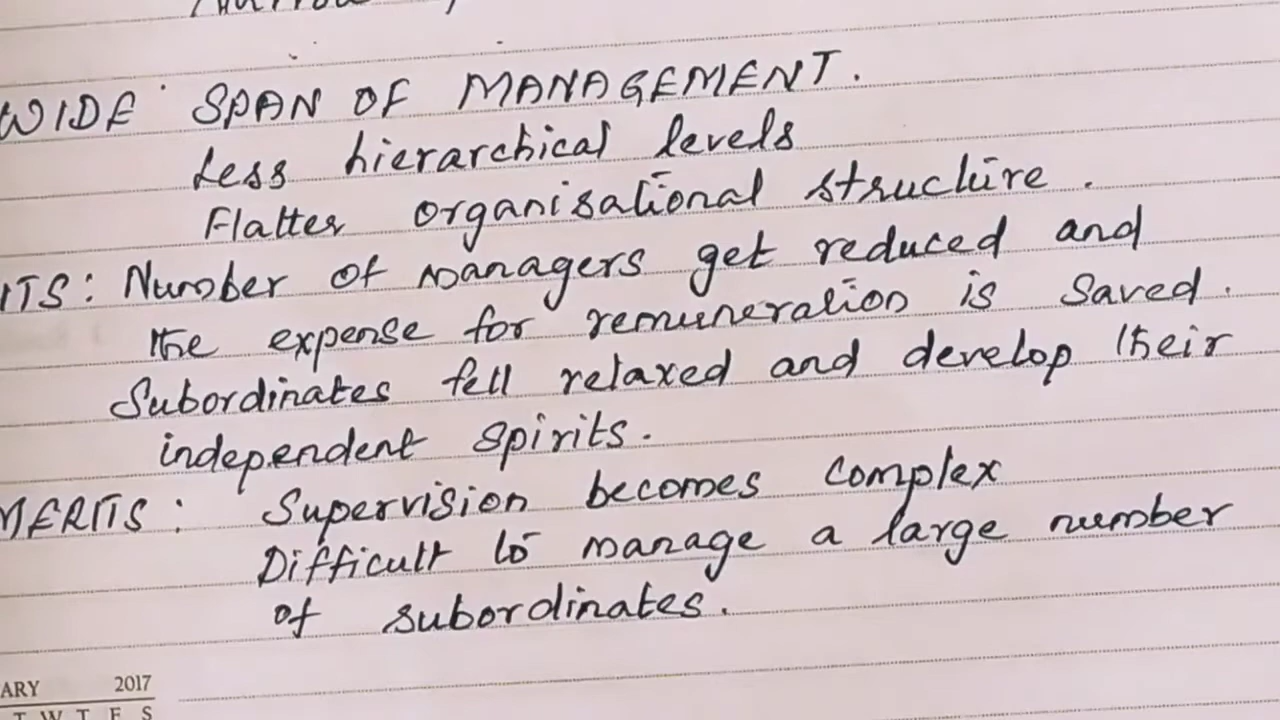 WIDE SPAN OF MANAGEMENT.
Less hierarchical levels
Flatter organisational structure.
ITS: Number of managers get reduced and
the expense for remuneration is saved.
Subordinates fell relaxed and develop their
independent spirits.
MERITS: Supervision becomes complex
Difficult to manage a large number
of subordinates.
ARY 2017
T W T F S